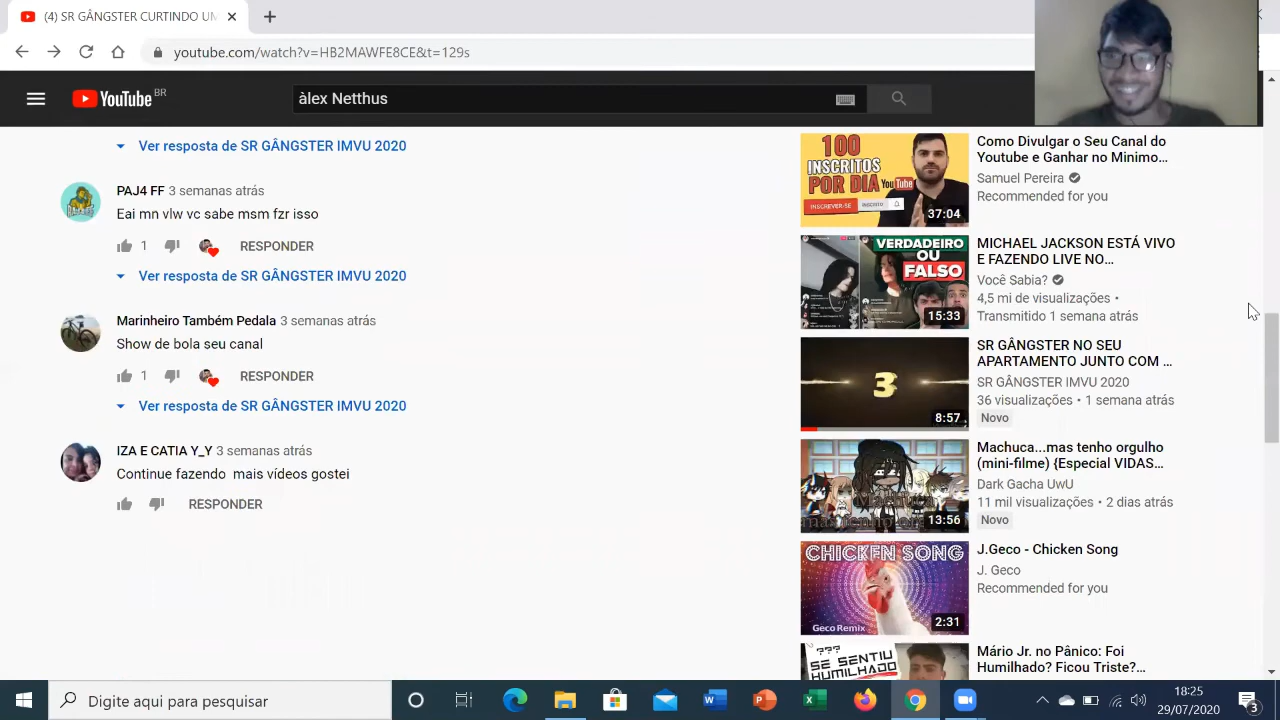 (4) SR GÂNGSTER CURTINDO UM
youtube.com/watch?v=HB2MAWFE8CE&t=129s
YouTube BR
àlex Netthus
Ver resposta de SR GÂNGSTER IMVU 2020
PAJ4 FF 3 semanas atrás
Eai mn vlw vc sabe msm fzr isso
1 RESPONDER
Ver resposta de SR GÂNGSTER IMVU 2020
Marinheiro Também Pedala 3 semanas atrás
Show de bola seu canal
1 RESPONDER
Ver resposta de SR GÂNGSTER IMVU 2020
IZA E CATIA Y_Y 3 semanas atrás
Continue fazendo mais vídeos gostei
RESPONDER
100
INSCRITOS
POR DIA YouTube
INSCREVER-SE INSCRITO
37:04
Como Divulgar o Seu Canal do
Youtube e Ganhar no Minimo...
Samuel Pereira
Recommended for you
VERDADEIRO
OU
FALSO
15:33
MICHAEL JACKSON ESTÁ VIVO
E FAZENDO LIVE NO...
Você Sabia?
4,5 mi de visualizações •
Transmitido 1 semana atrás
3
8:57
SR GÂNGSTER NO SEU
APARTAMENTO JUNTO COM ...
SR GÂNGSTER IMVU 2020
36 visualizações • 1 semana atrás
Novo
13:56
Machuca...mas tenho orgulho
(mini-filme) {Especial VIDAS...
Dark Gacha UwU
11 mil visualizações • 2 dias atrás
Novo
CHICKEN SONG
Geco Remix
2:31
J.Geco - Chicken Song
J. Geco
Recommended for you
???
SE SENTIU
HUMILHADO
Mário Jr. no Pânico: Foi
Humilhado? Ficou Triste?...
Digite aqui para pesquisar
18:25
29/07/2020
3